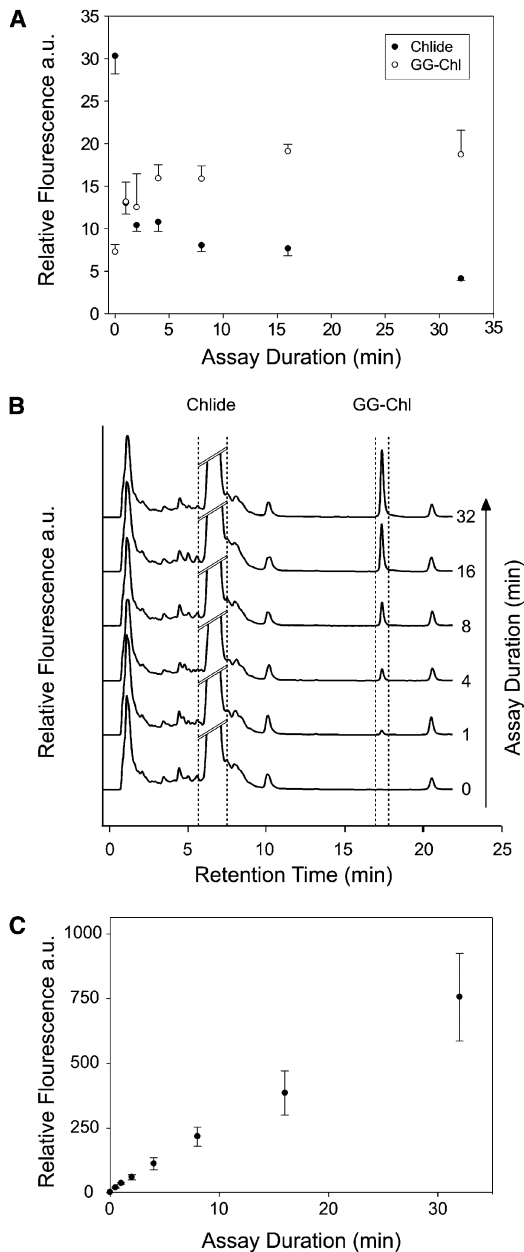 A
Relative Flourescence a.u.
35
30
25
20
15
10
5
0
Chlide
GG-Chl
0 5 10 15 20 25 30 35
Assay Duration (min)
B
Chlide GG-Chl
Relative Flourescence a.u.
32
16
8
4
1
0
Assay Duration (min)
0 5 10 15 20 25
Retention Time (min)
C
Relative Flourescence a.u.
1000
750
500
250
0
0 10 20 30
Assay Duration (min)